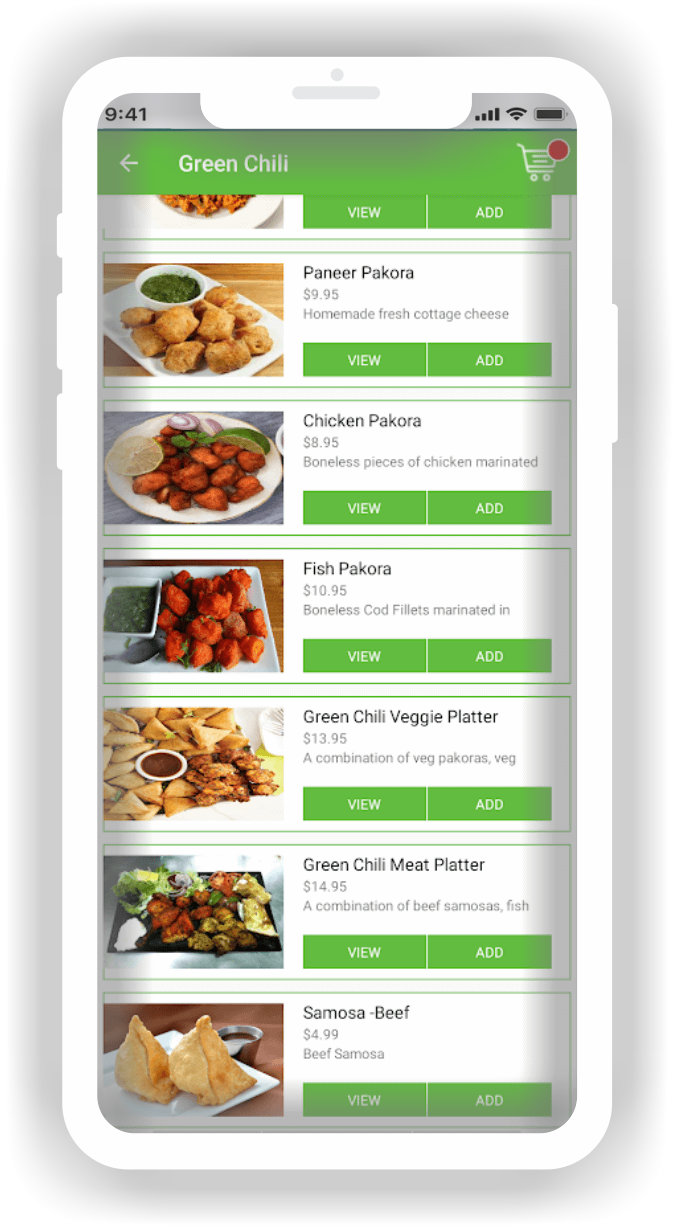 9:41
Green Chili
VIEW ADD
Paneer Pakora
$9.95
Homemade fresh cottage cheese
VIEW ADD
Chicken Pakora
$8.95
Boneless pieces of chicken marinated
VIEW ADD
Fish Pakora
$10.95
Boneless Cod Fillets marinated in
VIEW ADD
Green Chili Veggie Platter
$13.95
A combination of veg pakoras, veg
VIEW ADD
Green Chili Meat Platter
$14.95
A combination of beef samosas, fish
VIEW ADD
Samosa -Beef
$4.99
Beef Samosa
VIEW ADD